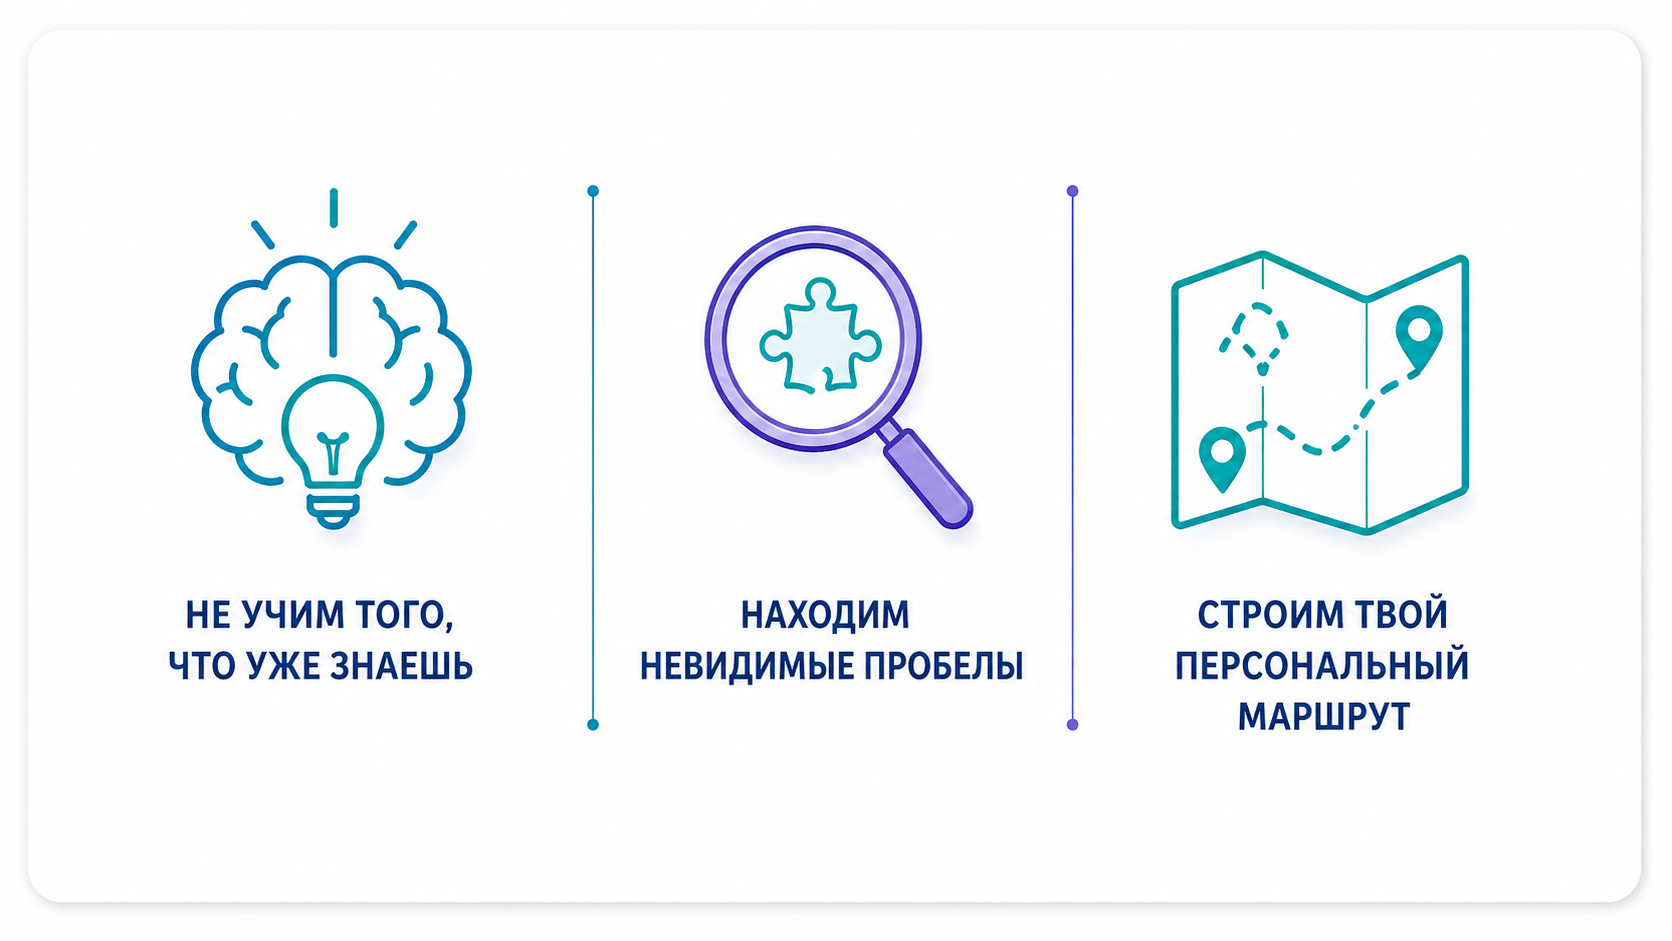 НЕ УЧИМ ТОГО,
ЧТО УЖЕ ЗНАЕШЬ
НАХОДИМ
НЕВИДИМЫЕ ПРОБЕЛЫ
СТРОИМ ТВОЙ
ПЕРСОНАЛЬНЫЙ
МАРШРУТ